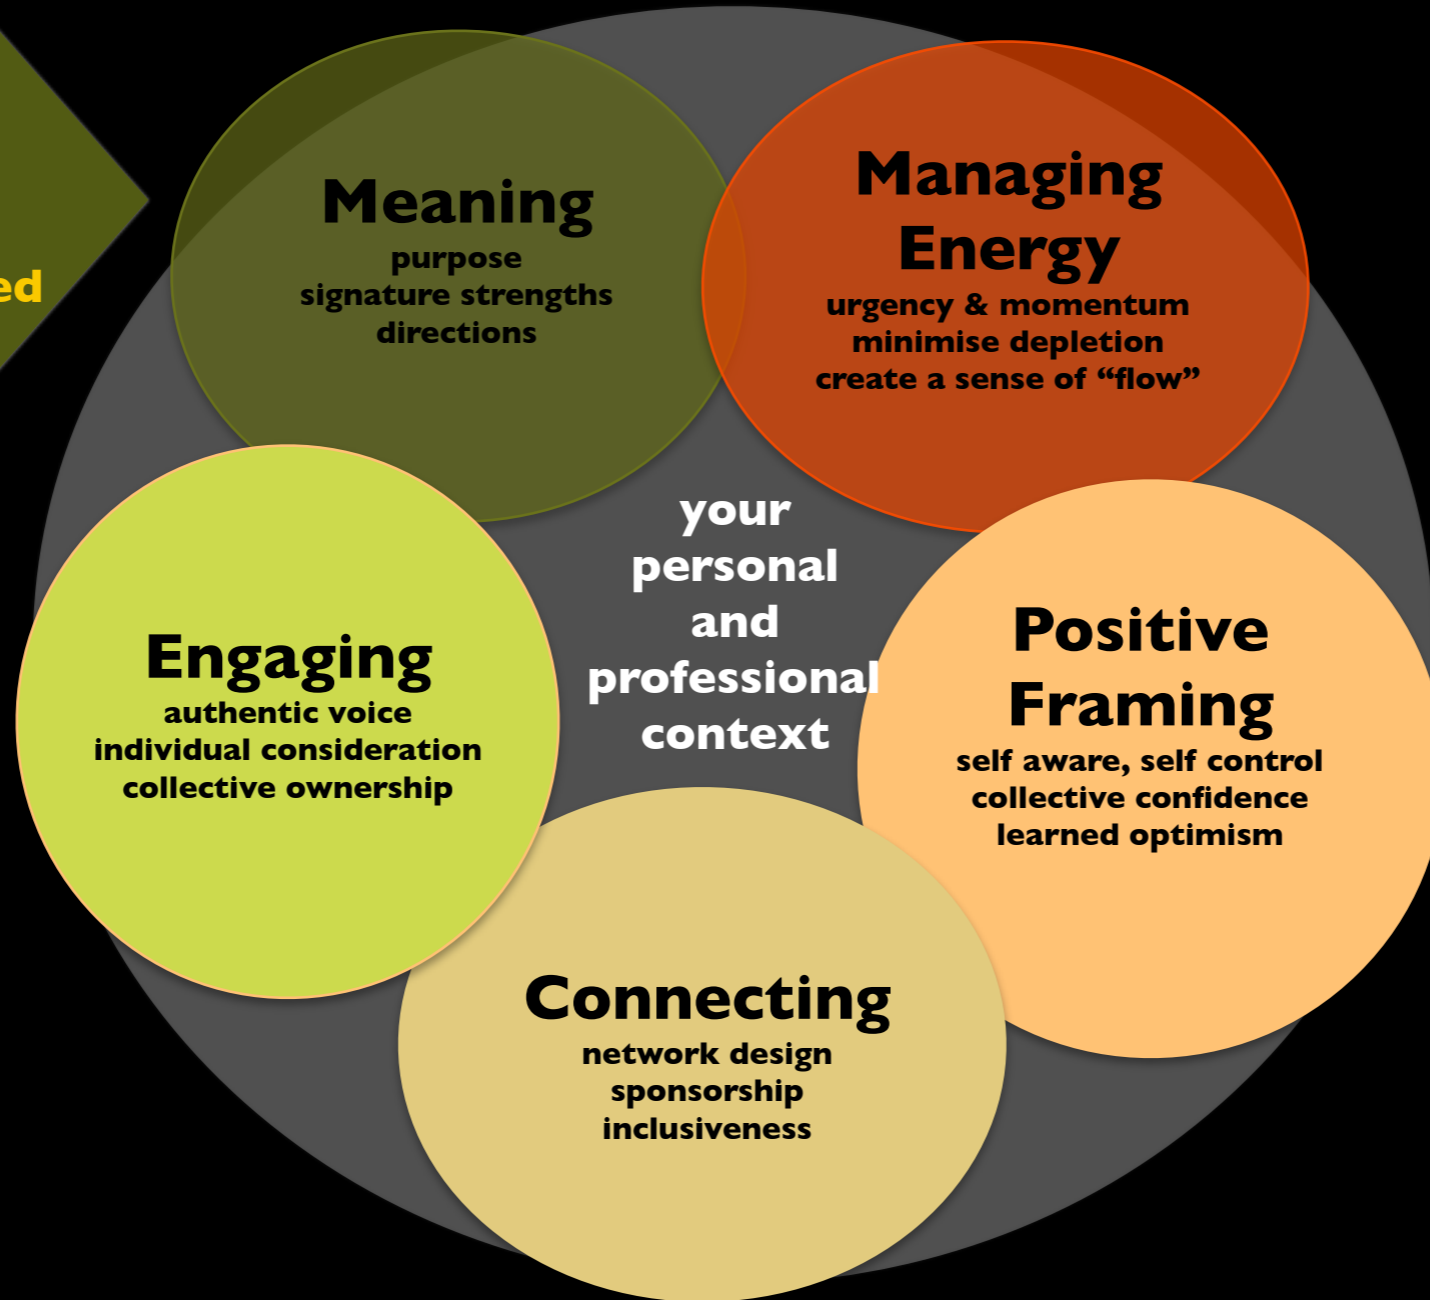 Meaning
purpose
signature strengths
directions
Managing
Energy
urgency & momentum
minimise depletion
create a sense of “flow”
your
personal
and
professional
context
Engaging
authentic voice
individual consideration
collective ownership
Positive
Framing
self aware, self control
collective confidence
learned optimism
Connecting
network design
sponsorship
inclusiveness